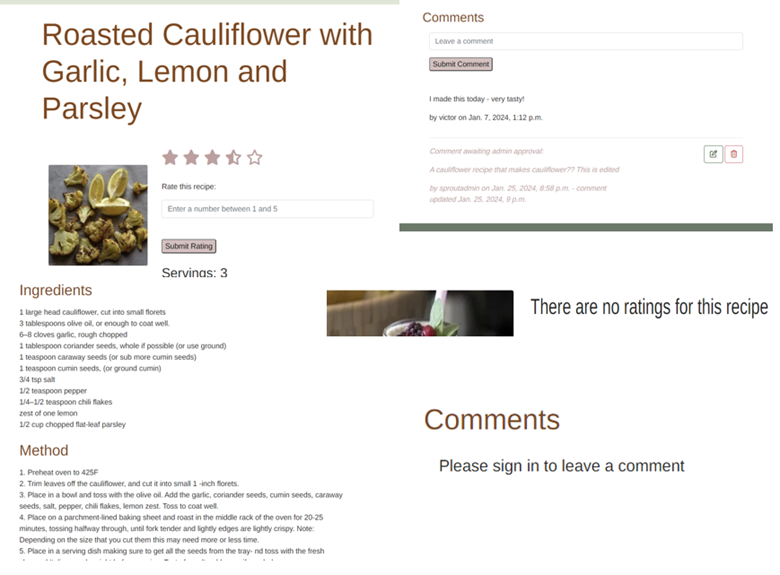 Roasted Cauliflower with
Garlic, Lemon and
Parsley
Rate this recipe:
Enter a number between 1 and 5
Submit Rating
Servings: 3
Ingredients
1 large head cauliflower, cut into small florets
3 tablespoons olive oil, or enough to coat well.
6–8 cloves garlic, rough chopped
1 tablespoon coriander seeds, whole if possible (or use ground)
1 teaspoon caraway seeds (or sub more cumin seeds)
1 teaspoon cumin seeds, (or ground cumin)
3/4 tsp salt
1/2 teaspoon pepper
1/4–1/2 teaspoon chili flakes
zest of one lemon
1/2 cup chopped flat-leaf parsley
Method
1. Preheat oven to 425F
2. Trim leaves off the cauliflower, and cut it into small 1 -inch florets.
3. Place in a bowl and toss with the olive oil. Add the garlic, coriander seeds, cumin seeds, caraway
seeds, salt, pepper, chili flakes, lemon zest. Toss to coat well.
4. Place on a parchment-lined baking sheet and roast in the middle rack of the oven for 20-25
minutes, tossing halfway through, until fork tender and lightly edges are lightly crispy. Note:
Depending on the size that you cut them this may need more or less time.
5. Place in a serving dish making sure to get all the seeds from the tray- nd toss with the fresh
Comments
Leave a comment
Submit Comment
I made this today - very tasty!
by victor on Jan. 7, 2024, 1:12 p.m.
Comment awaiting admin approval:
A cauliflower recipe that makes cauliflower?? This is edited
by sproutadmin on Jan. 25, 2024, 8:58 p.m. - comment
updated Jan. 25, 2024, 9 p.m.
There are no ratings for this recipe
Comments
Please sign in to leave a comment